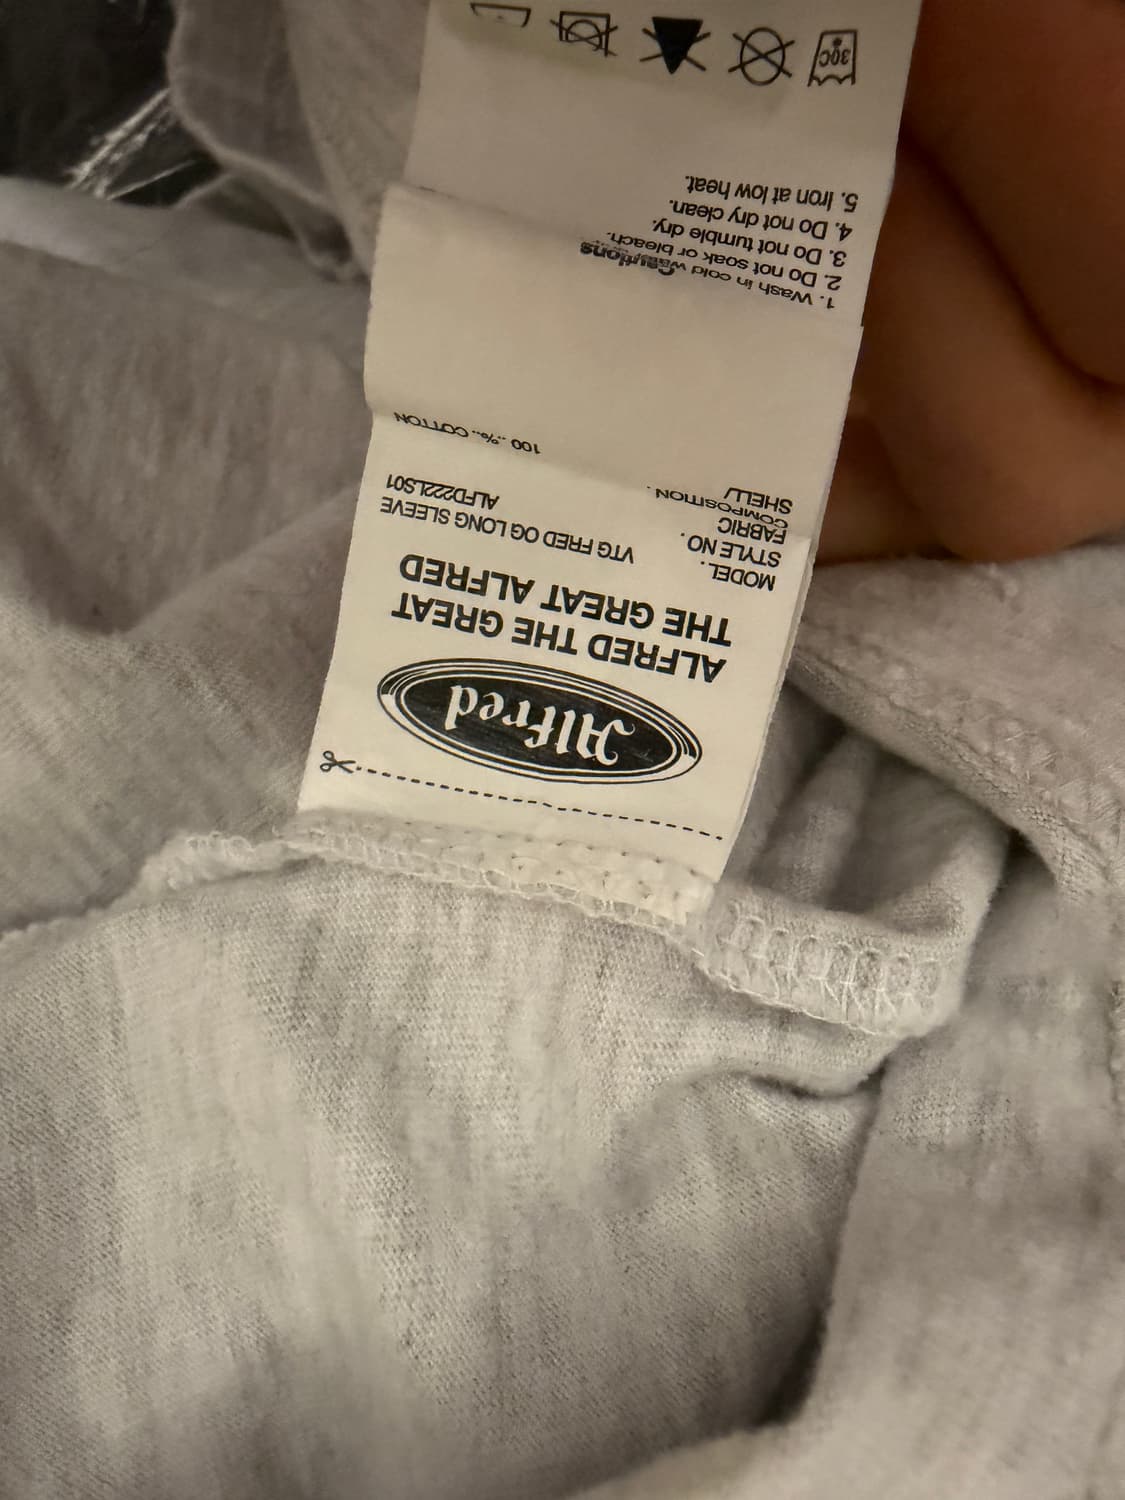 Alfred
ALFRED THE GREAT
THE GREAT ALFRED
MODEL. VTG FRED OG LONG SLEEVE
STYLE NO. ALFD222LS01
FABRIC
COMPOSITION.
SHELL/ 100 ..%.. COTTON
Cautions
1. Wash in cold
2. Do not soak or bleach.
3. Do not tumble dry.
4. Do not dry clean.
5. Iron at low heat.
30C